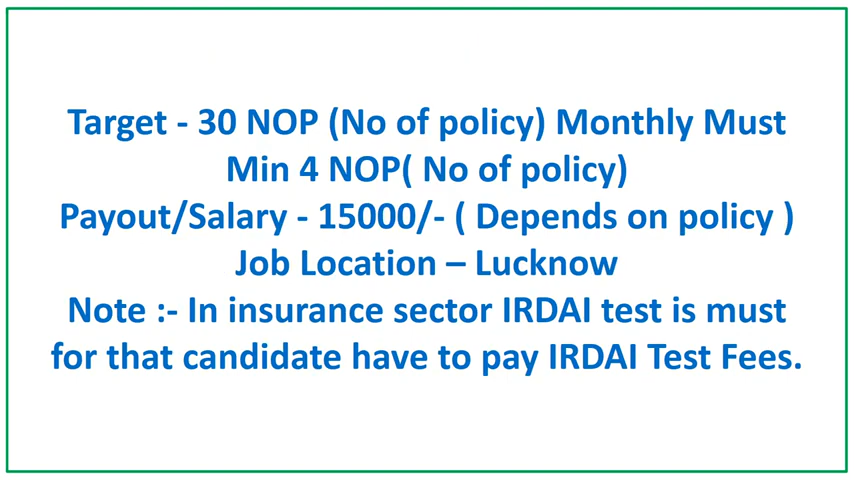 Target - 30 NOP (No of policy) Monthly Must
Min 4 NOP( No of policy)
Payout/Salary - 15000/- ( Depends on policy )
Job Location – Lucknow
Note :- In insurance sector IRDAI test is must
for that candidate have to pay IRDAI Test Fees.